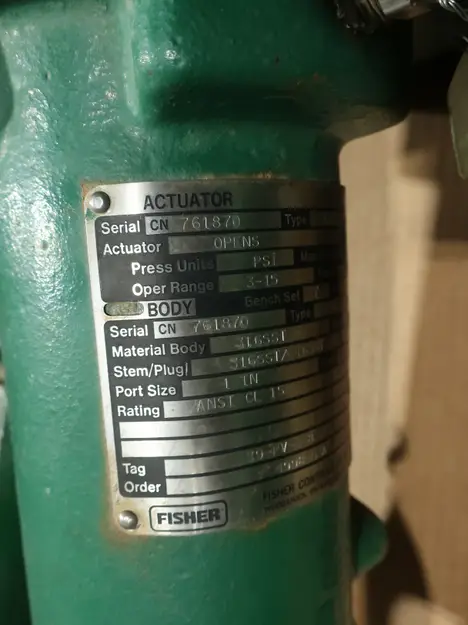 ACTUATOR
Serial CN 761870 Type
Actuator OPENS
Press Units PSI
Oper Range 3-15
BODY Bench Set
Serial CN 761870 Type
Material Body 316SST
Stem/Plug 316SST/
Port Size 1 IN
Rating ANSI CL 15
Tag
Order
FISHER
FISHER